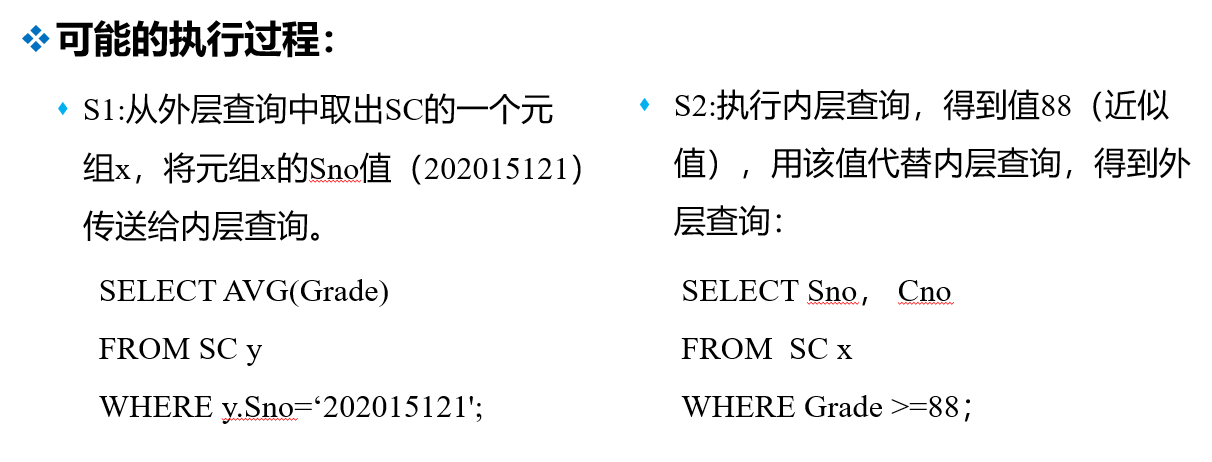 可能的执行过程：
S1:从外层查询中取出SC的一个元
组x，将元组x的Sno值（202015121）
传送给内层查询。
SELECT AVG(Grade)
FROM SC y
WHERE y.Sno=‘202015121';
S2:执行内层查询，得到值88（近似
值），用该值代替内层查询，得到外
层查询：
SELECT Sno， Cno
FROM  SC x
WHERE Grade >=88；